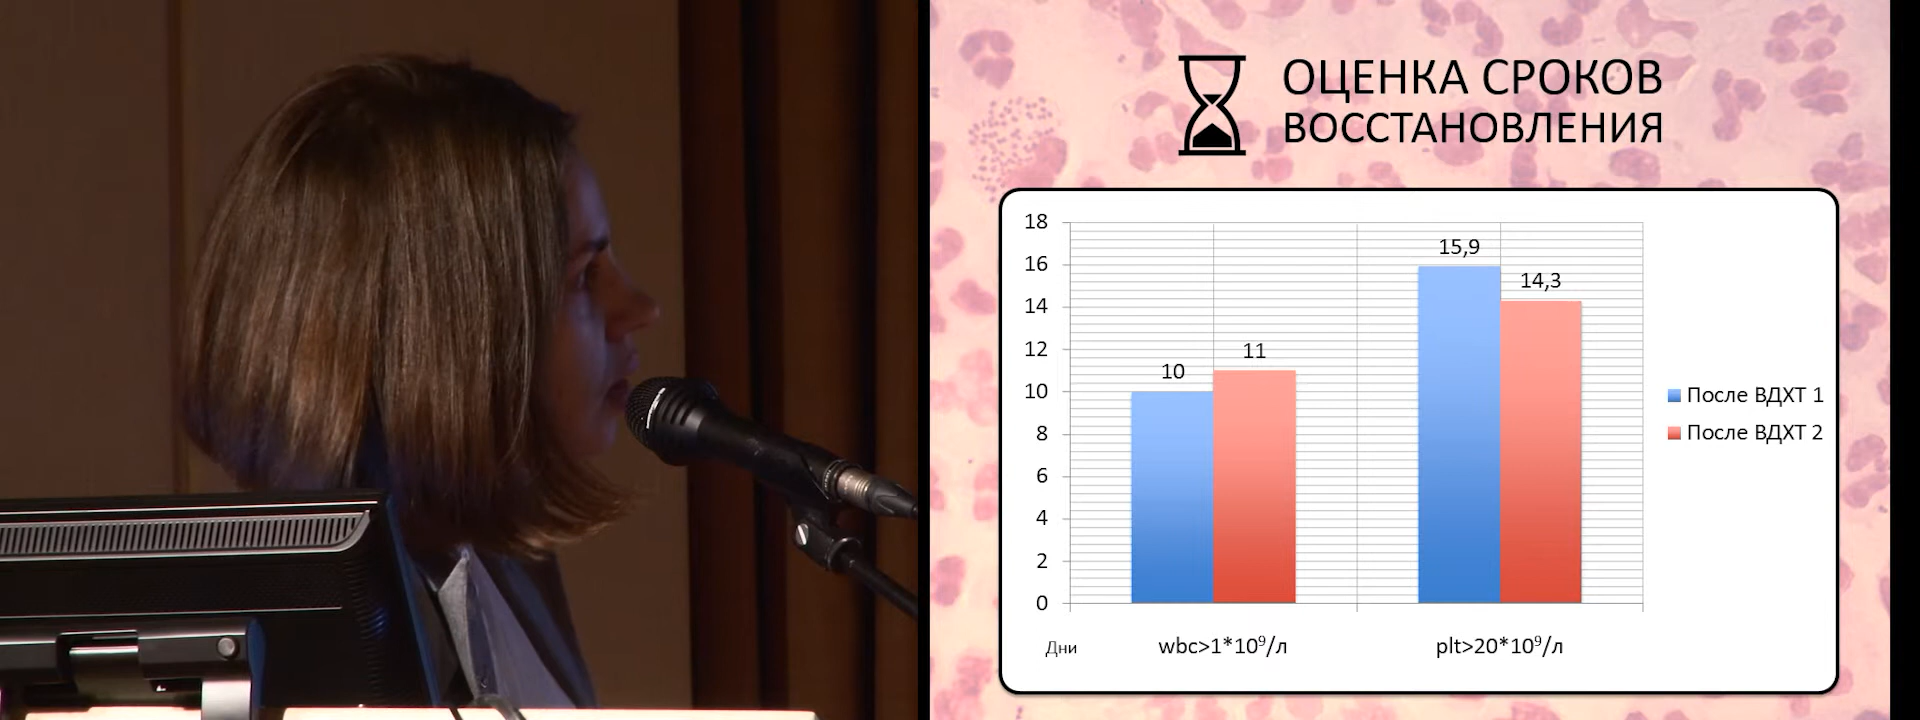 ОЦЕНКА СРОКОВ
ВОССТАНОВЛЕНИЯ
18
16
14
12
10
8
6
4
2
0
10
11
15,9
14,3
После ВДХТ 1
После ВДХТ 2
Дни
wbc>1*10⁹/л
plt>20*10⁹/л